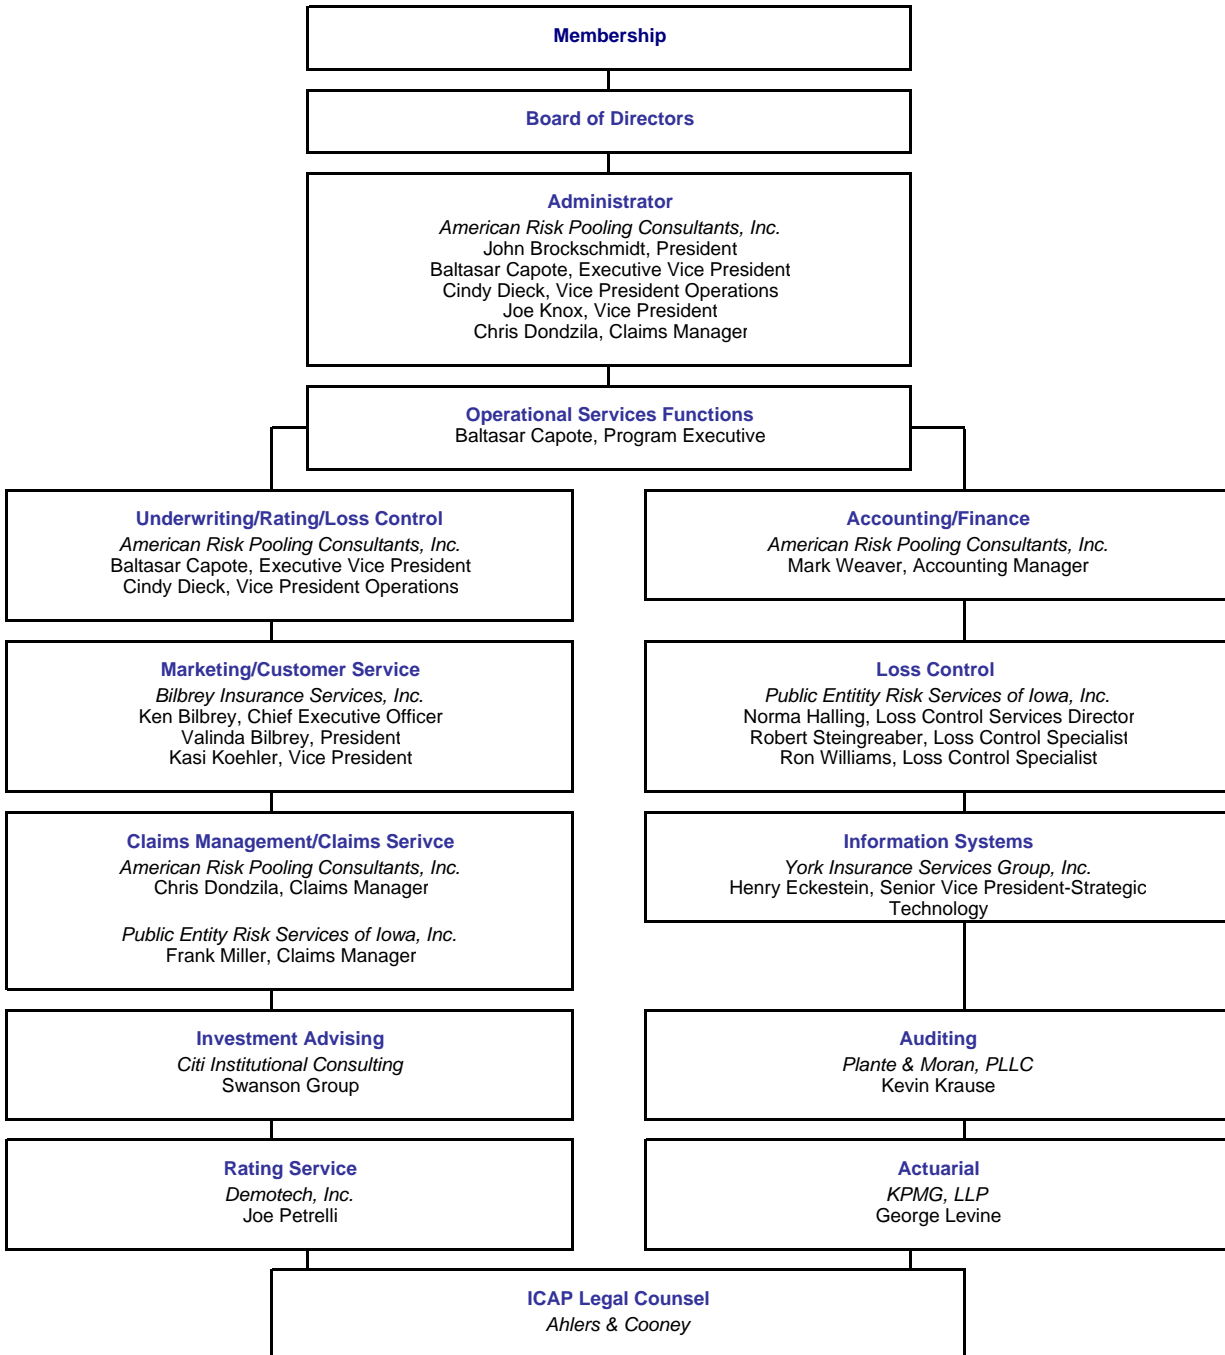 Membership
Board of Directors
Administrator
American Risk Pooling Consultants, Inc.
John Brockschmidt, President
Baltasar Capote, Executive Vice President
Cindy Dieck, Vice President Operations
Joe Knox, Vice President
Chris Dondzila, Claims Manager
Operational Services Functions
Baltasar Capote, Program Executive
Underwriting/Rating/Loss Control
American Risk Pooling Consultants, Inc.
Baltasar Capote, Executive Vice President
Cindy Dieck, Vice President Operations
Accounting/Finance
American Risk Pooling Consultants, Inc.
Mark Weaver, Accounting Manager
Marketing/Customer Service
Bilbrey Insurance Services, Inc.
Ken Bilbrey, Chief Executive Officer
Valinda Bilbrey, President
Kasi Koehler, Vice President
Loss Control
Public Entitity Risk Services of Iowa, Inc.
Norma Halling, Loss Control Services Director
Robert Steingreaber, Loss Control Specialist
Ron Williams, Loss Control Specialist
Claims Management/Claims Serivce
American Risk Pooling Consultants, Inc.
Chris Dondzila, Claims Manager
Public Entity Risk Services of Iowa, Inc.
Frank Miller, Claims Manager
Information Systems
York Insurance Services Group, Inc.
Henry Eckestein, Senior Vice President-Strategic
Technology
Investment Advising
Citi Institutional Consulting
Swanson Group
Auditing
Plante & Moran, PLLC
Kevin Krause
Rating Service
Demotech, Inc.
Joe Petrelli
Actuarial
KPMG, LLP
George Levine
ICAP Legal Counsel
Ahlers & Cooney